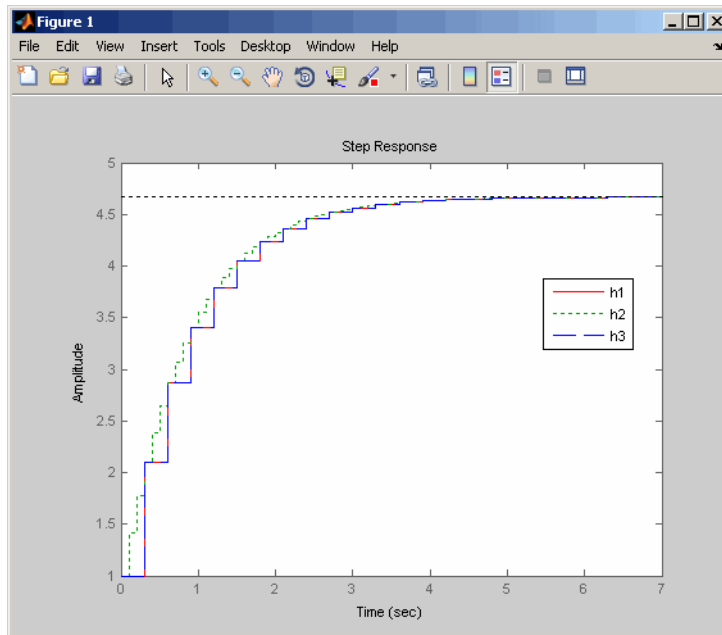 Figure 1
File Edit View Insert Tools Desktop Window Help
Step Response
5
4.5
4
3.5
3
2.5
2
1.5
1
Amplitude
h1
h2
h3
0 1 2 3 4 5 6 7
Time (sec)